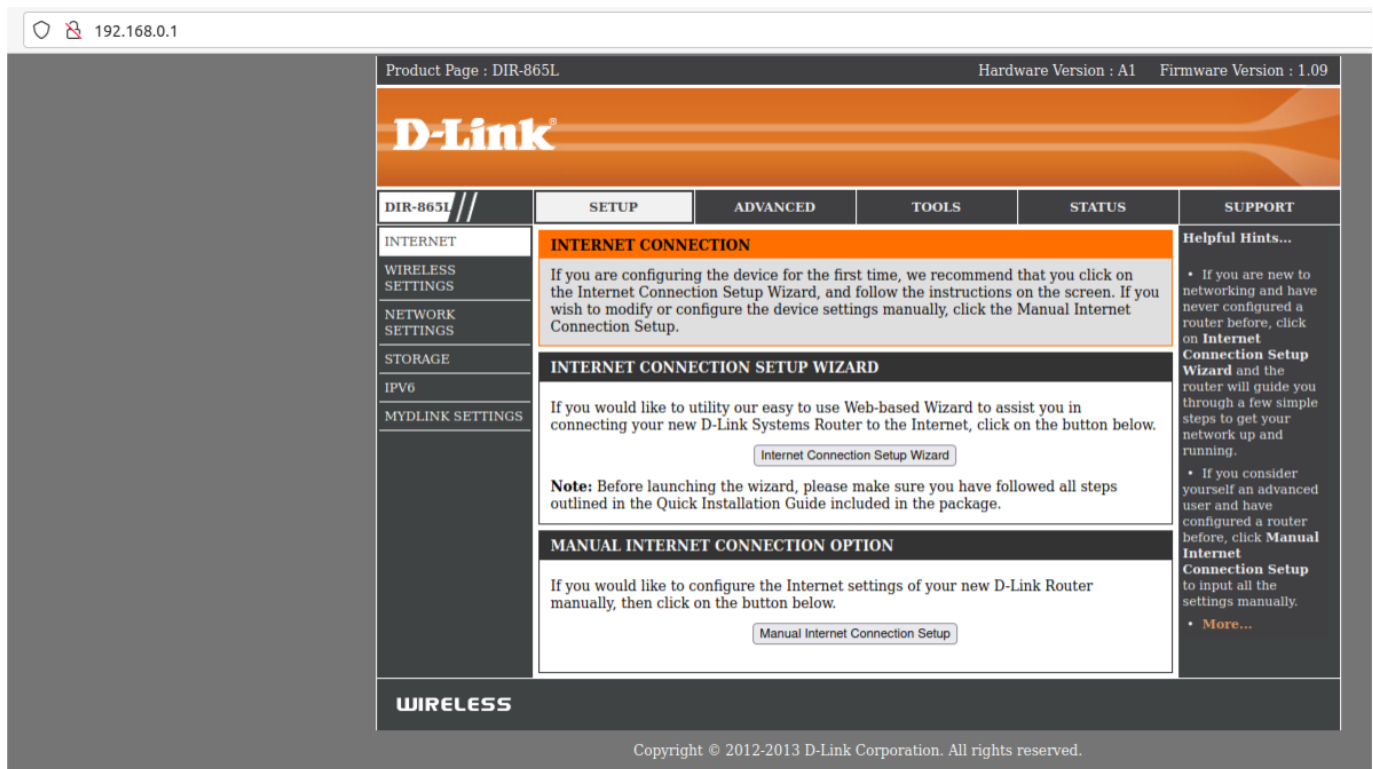 192.168.0.1
Product Page : DIR-865L Hardware Version : A1 Firmware Version : 1.09
D-Link®
DIR-865L SETUP ADVANCED TOOLS STATUS SUPPORT
INTERNET
WIRELESS
SETTINGS
NETWORK
SETTINGS
STORAGE
IPV6
MYDLINK SETTINGS
INTERNET CONNECTION
If you are configuring the device for the first time, we recommend that you click on
the Internet Connection Setup Wizard, and follow the instructions on the screen. If you
wish to modify or configure the device settings manually, click the Manual Internet
Connection Setup.
INTERNET CONNECTION SETUP WIZARD
If you would like to utility our easy to use Web-based Wizard to assist you in
connecting your new D-Link Systems Router to the Internet, click on the button below.
Internet Connection Setup Wizard
Note: Before launching the wizard, please make sure you have followed all steps
outlined in the Quick Installation Guide included in the package.
MANUAL INTERNET CONNECTION OPTION
If you would like to configure the Internet settings of your new D-Link Router
manually, then click on the button below.
Manual Internet Connection Setup
Helpful Hints...
• If you are new to
networking and have
never configured a
router before, click
on Internet
Connection Setup
Wizard and the
router will guide you
through a few simple
steps to get your
network up and
running.
• If you consider
yourself an advanced
user and have
configured a router
before, click Manual
Internet
Connection Setup
to input all the
settings manually.
• More...
WIRELESS
Copyright © 2012-2013 D-Link Corporation. All rights reserved.